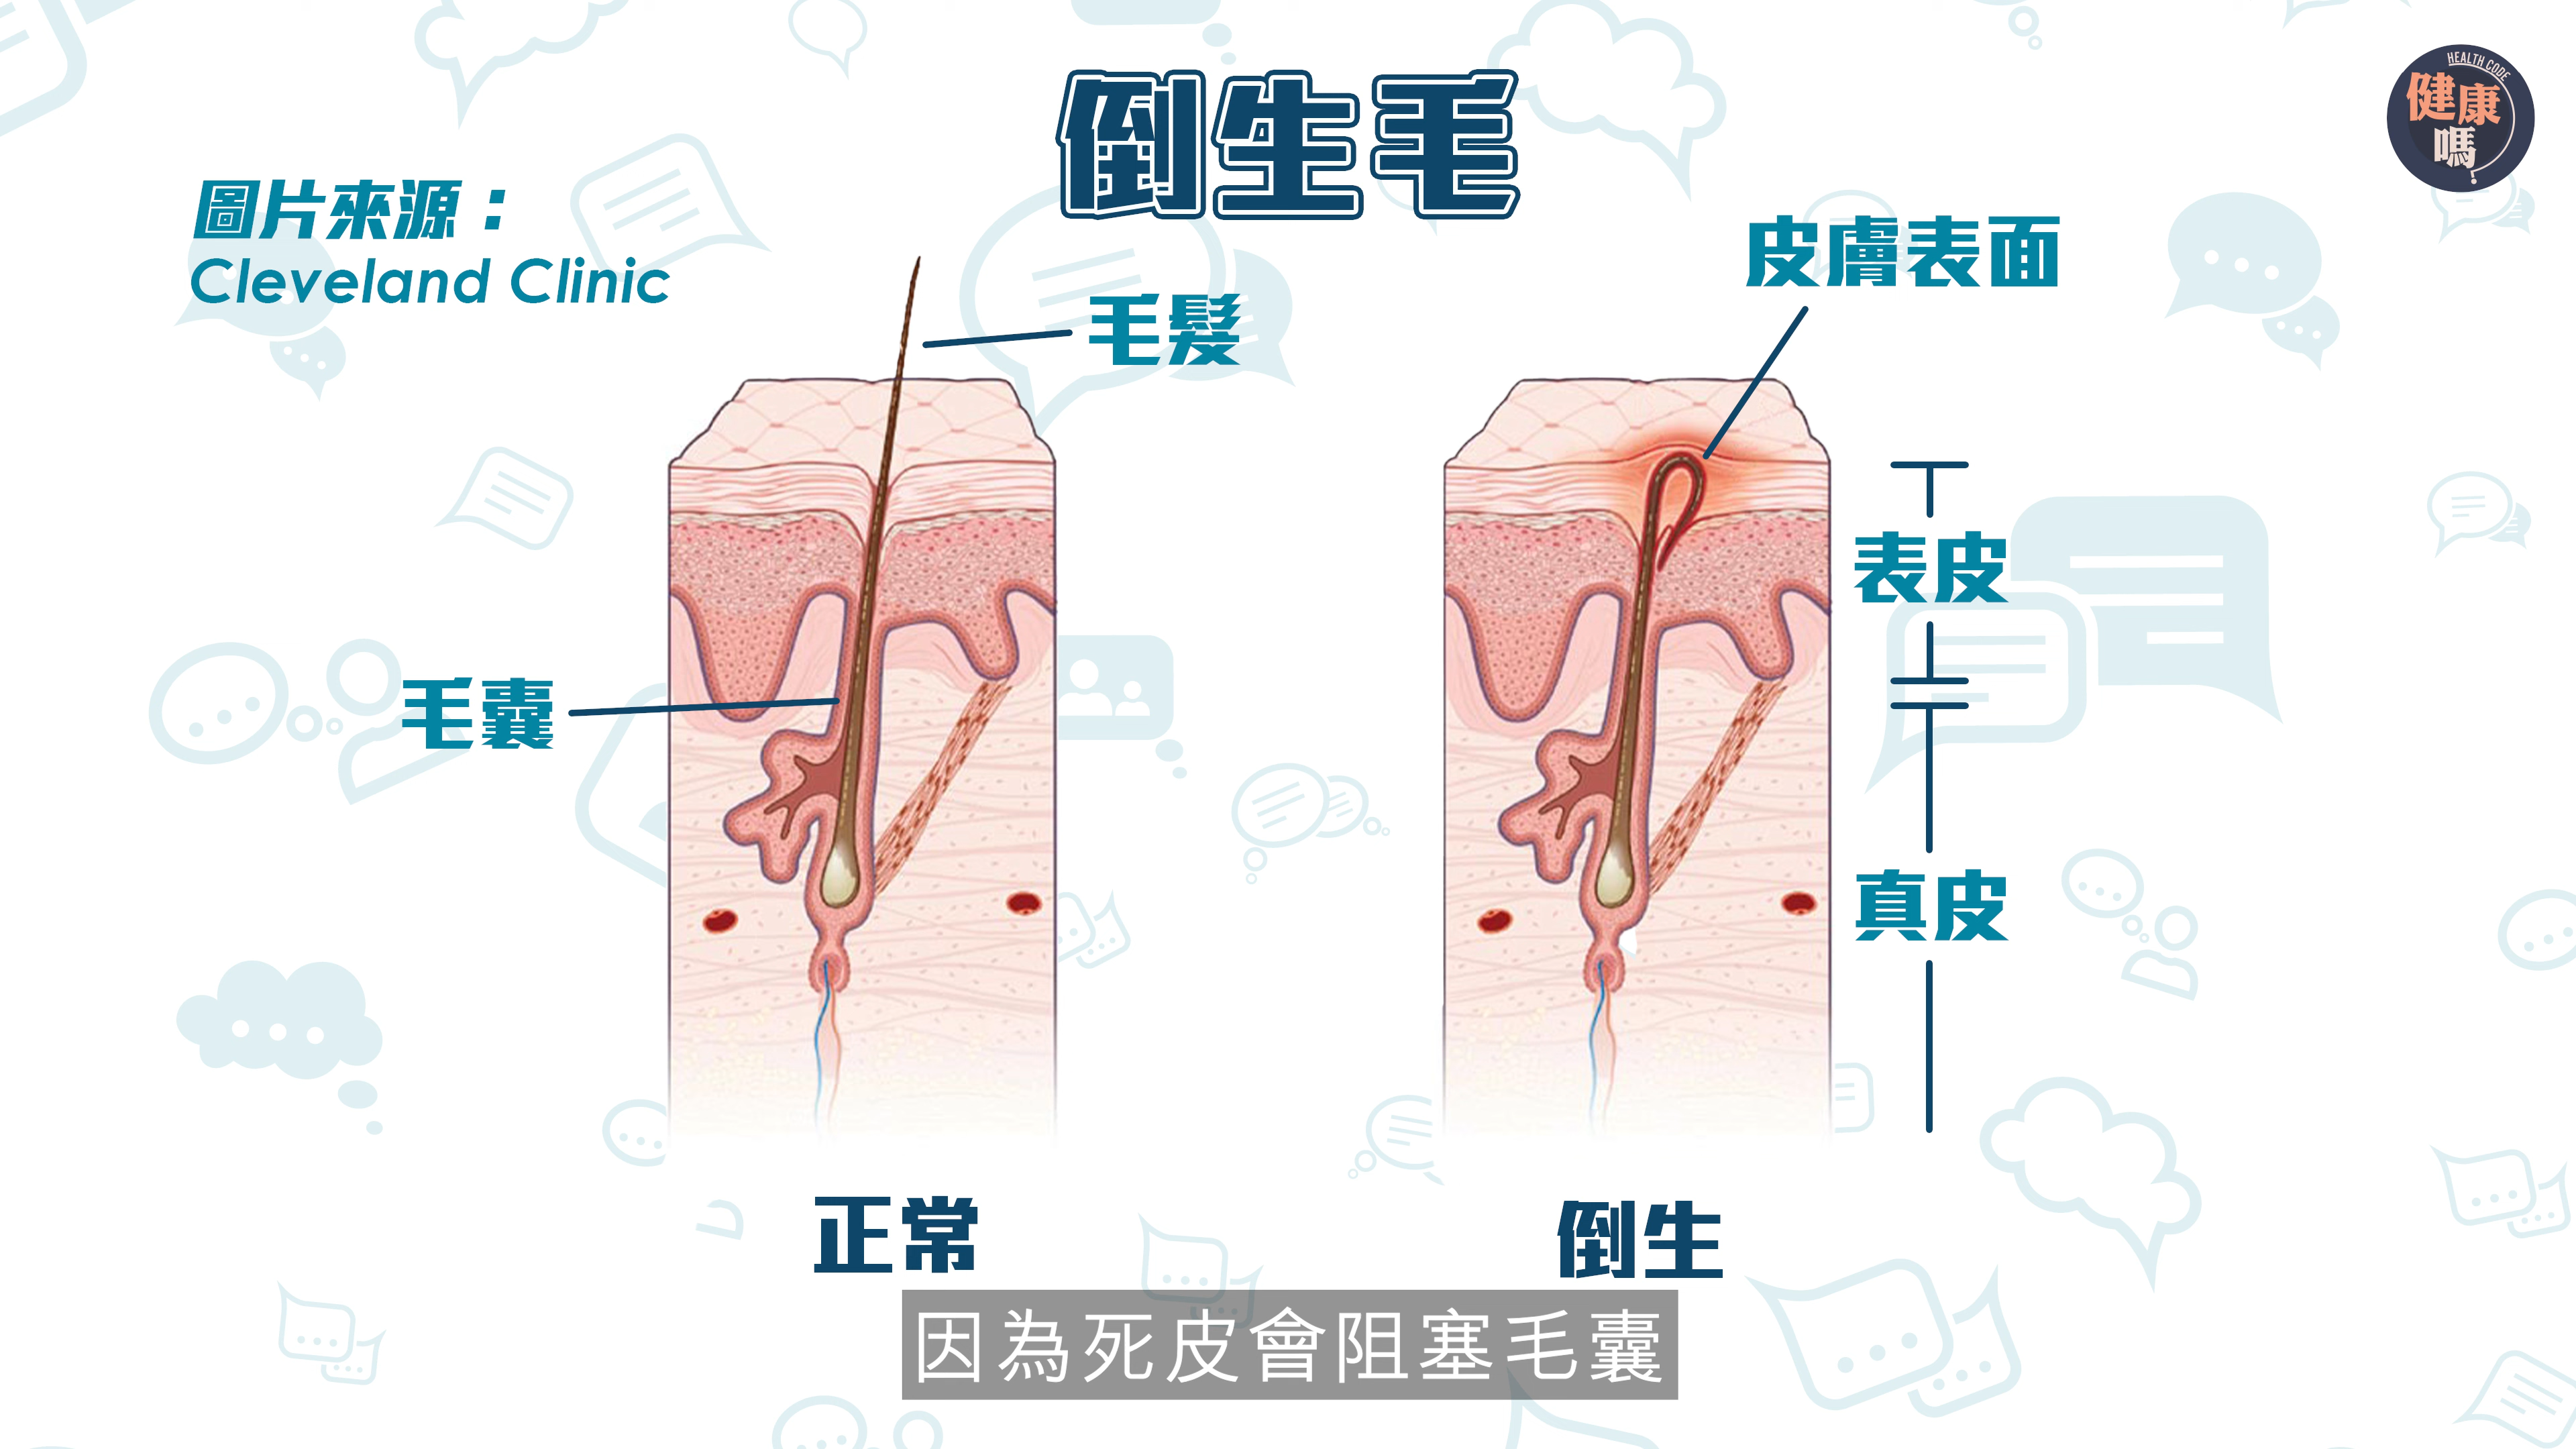 倒生毛
HEALTH CODE
健康
嗎
圖片來源：
Cleveland Clinic
毛髮
皮膚表面
表皮
毛囊
真皮
正常
倒生
因為死皮會阻塞毛囊